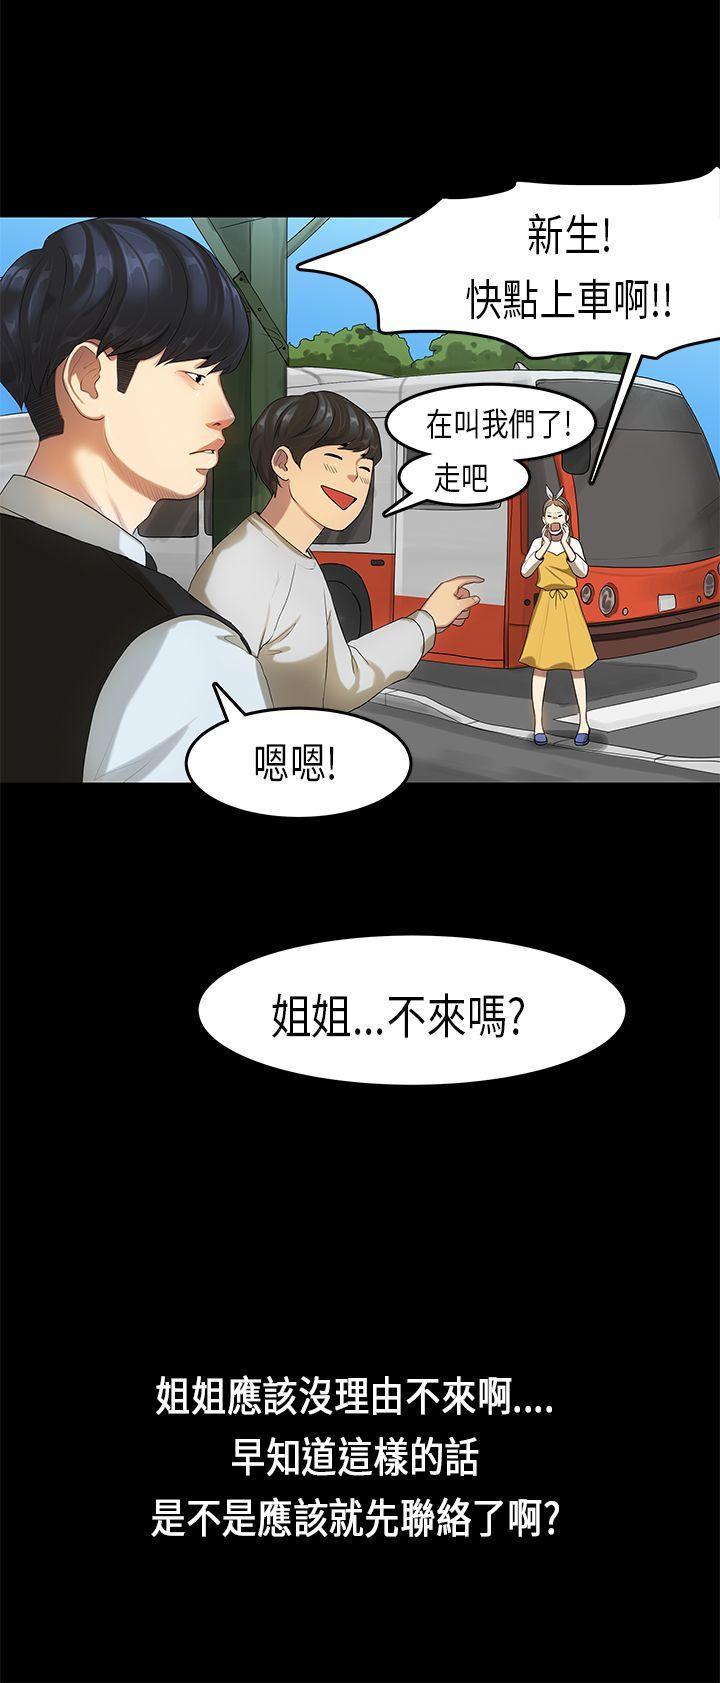 新生!
快點上車啊!!
在叫我們了!
走吧
嗯嗯!
姐姐...不來嗎?
姐姐應該沒理由不來啊....
早知道這樣的話
是不是應該就先聯絡了啊?